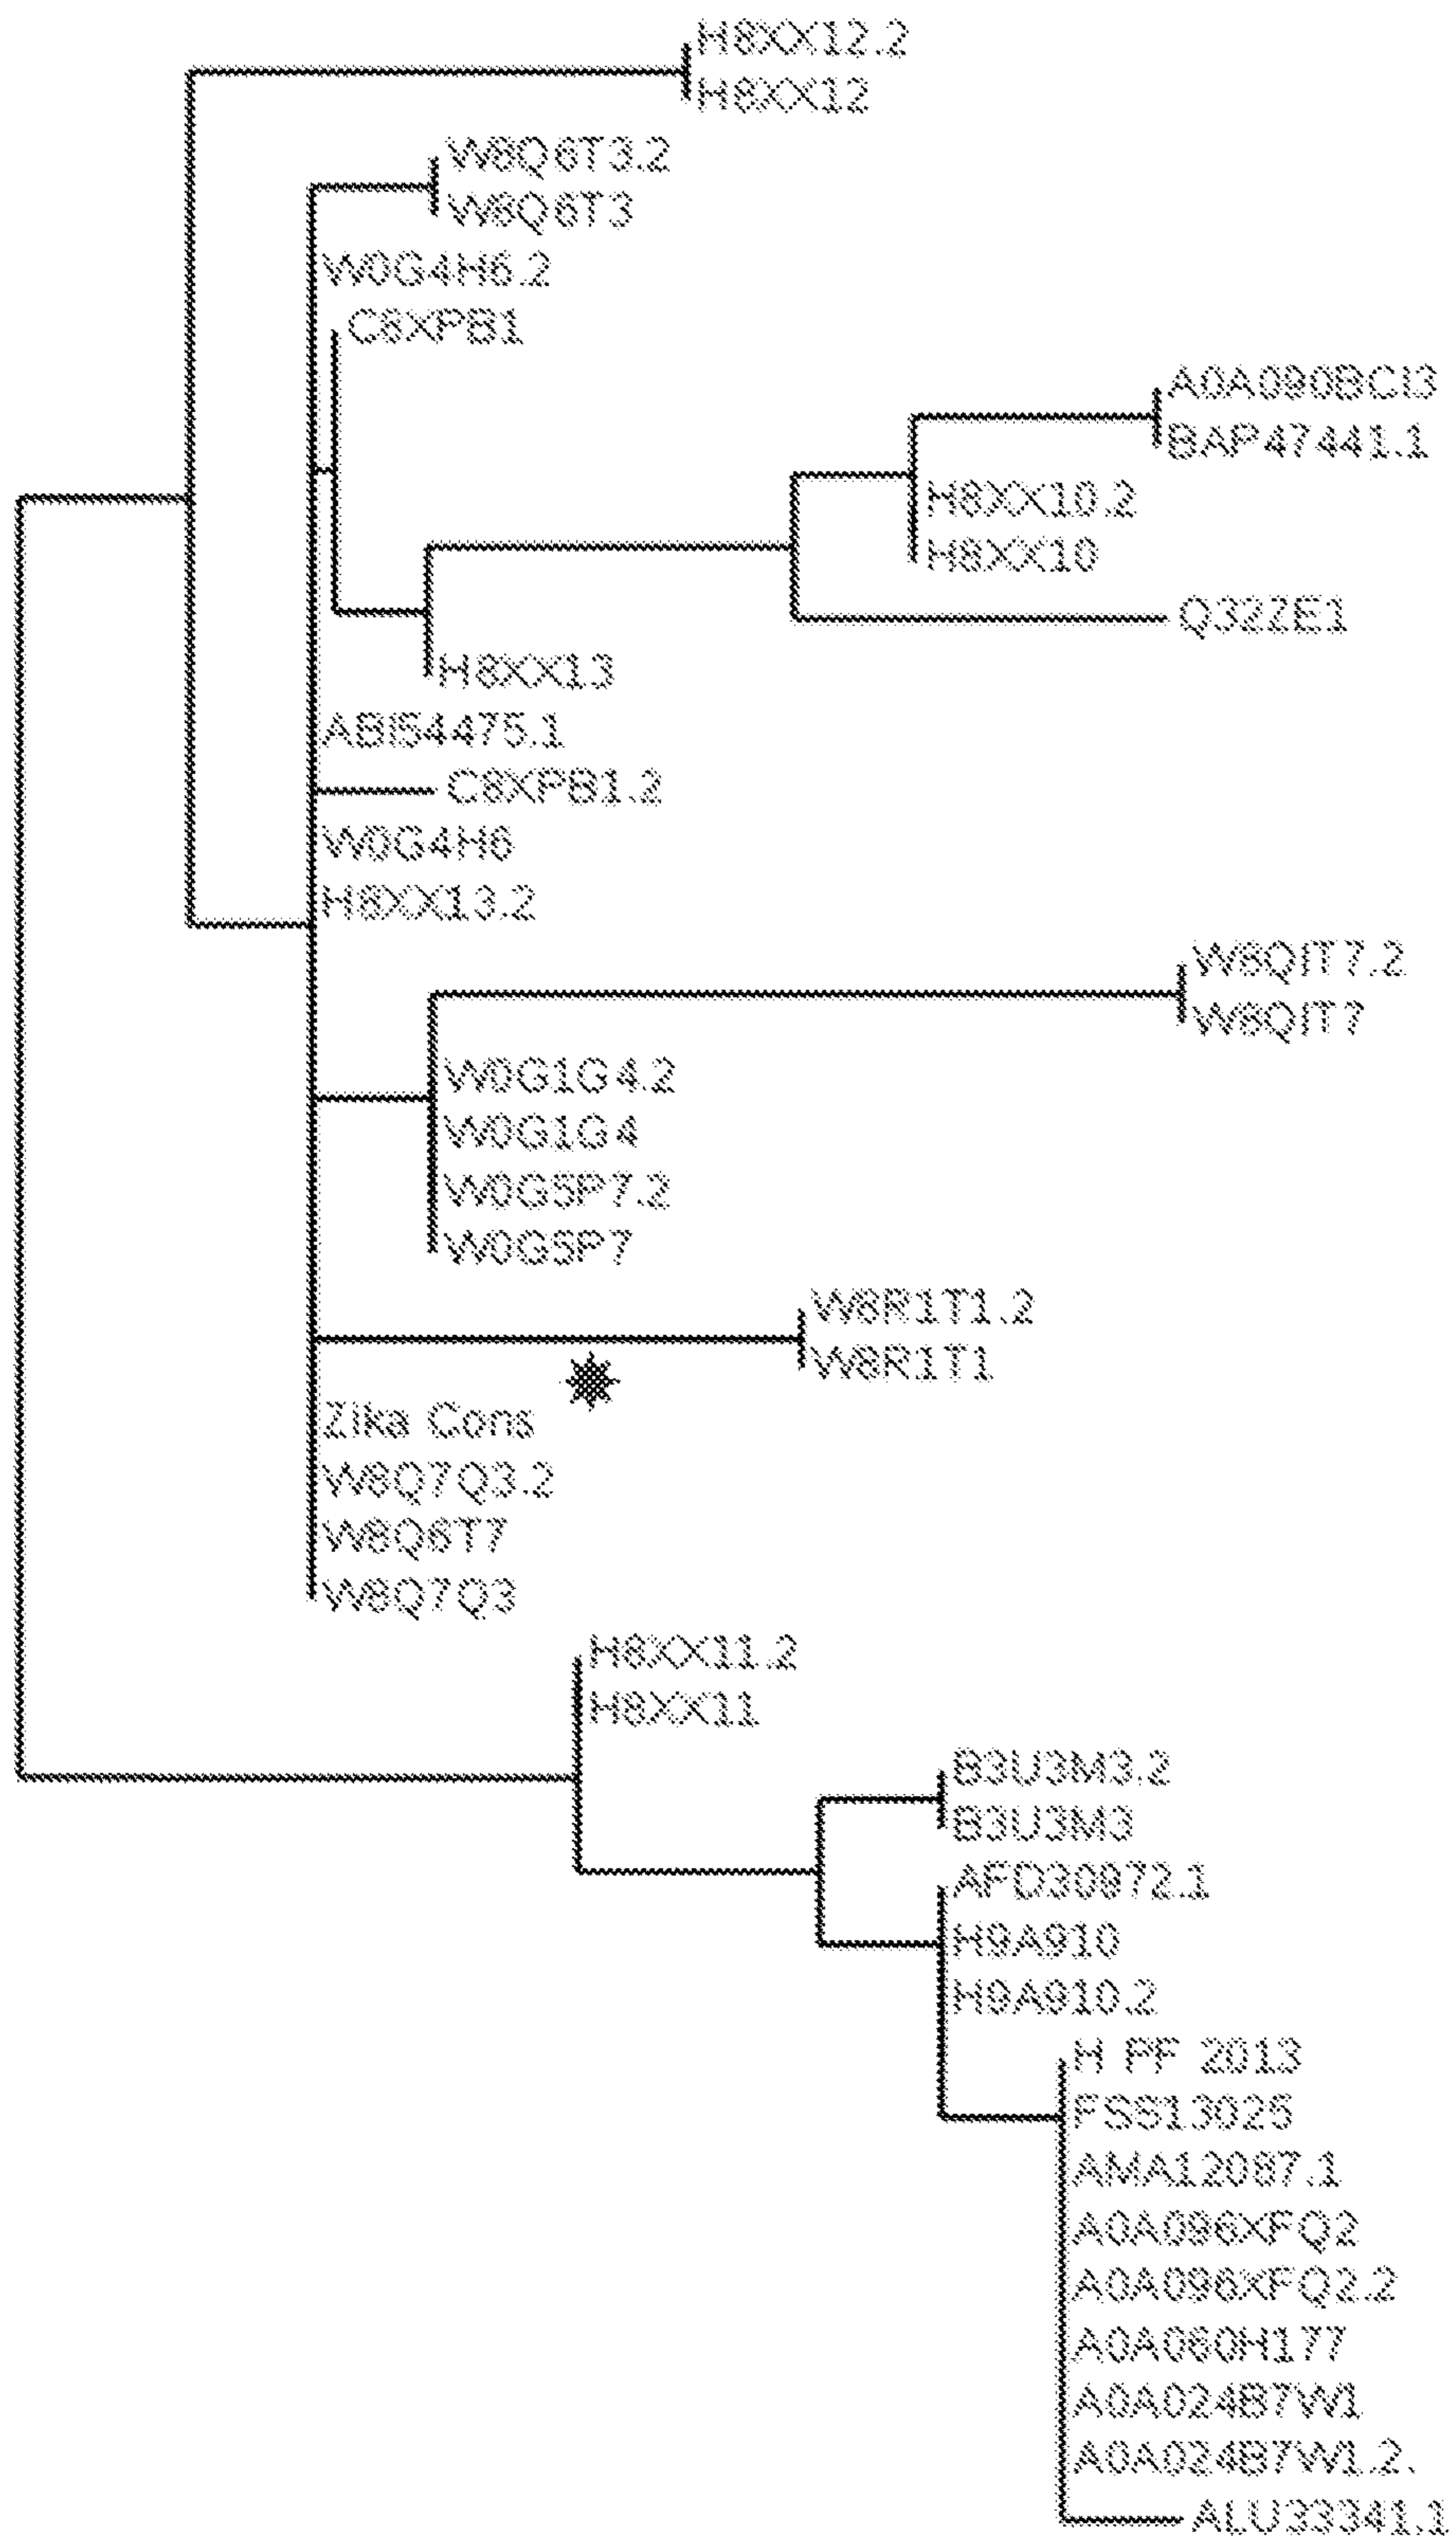 H8XX12.2
H8XX12
W8Q6T3.2
W8Q6T3
W0G4H6.2
C8XPB1
A0A090BCI3
BAP47441.1
H8XX10.2
H8XX10
Q32ZE1
H8XX13
ABI54475.1
C8XPB1.2
W0G4H6
H8XX13.2
W8QIT7.2
W8QIT7
W0G1G4.2
W0G1G4
W0G5P7.2
W0G5P7
W8R1T1.2
W8R1T1
Zika Cons
W8Q7Q3.2
W8Q6T7
W8Q7Q3
H8XX11.2
H8XX11
B3U3M3.2
B3U3M3
AFD30972.1
H9A910
H9A910.2
H PF 2013
FSS13025
AMA12087.1
A0A096XFQ2
A0A096XFQ2.2
A0A060H177
A0A024B7W1
A0A024B7W1.2.
ALU33341.1